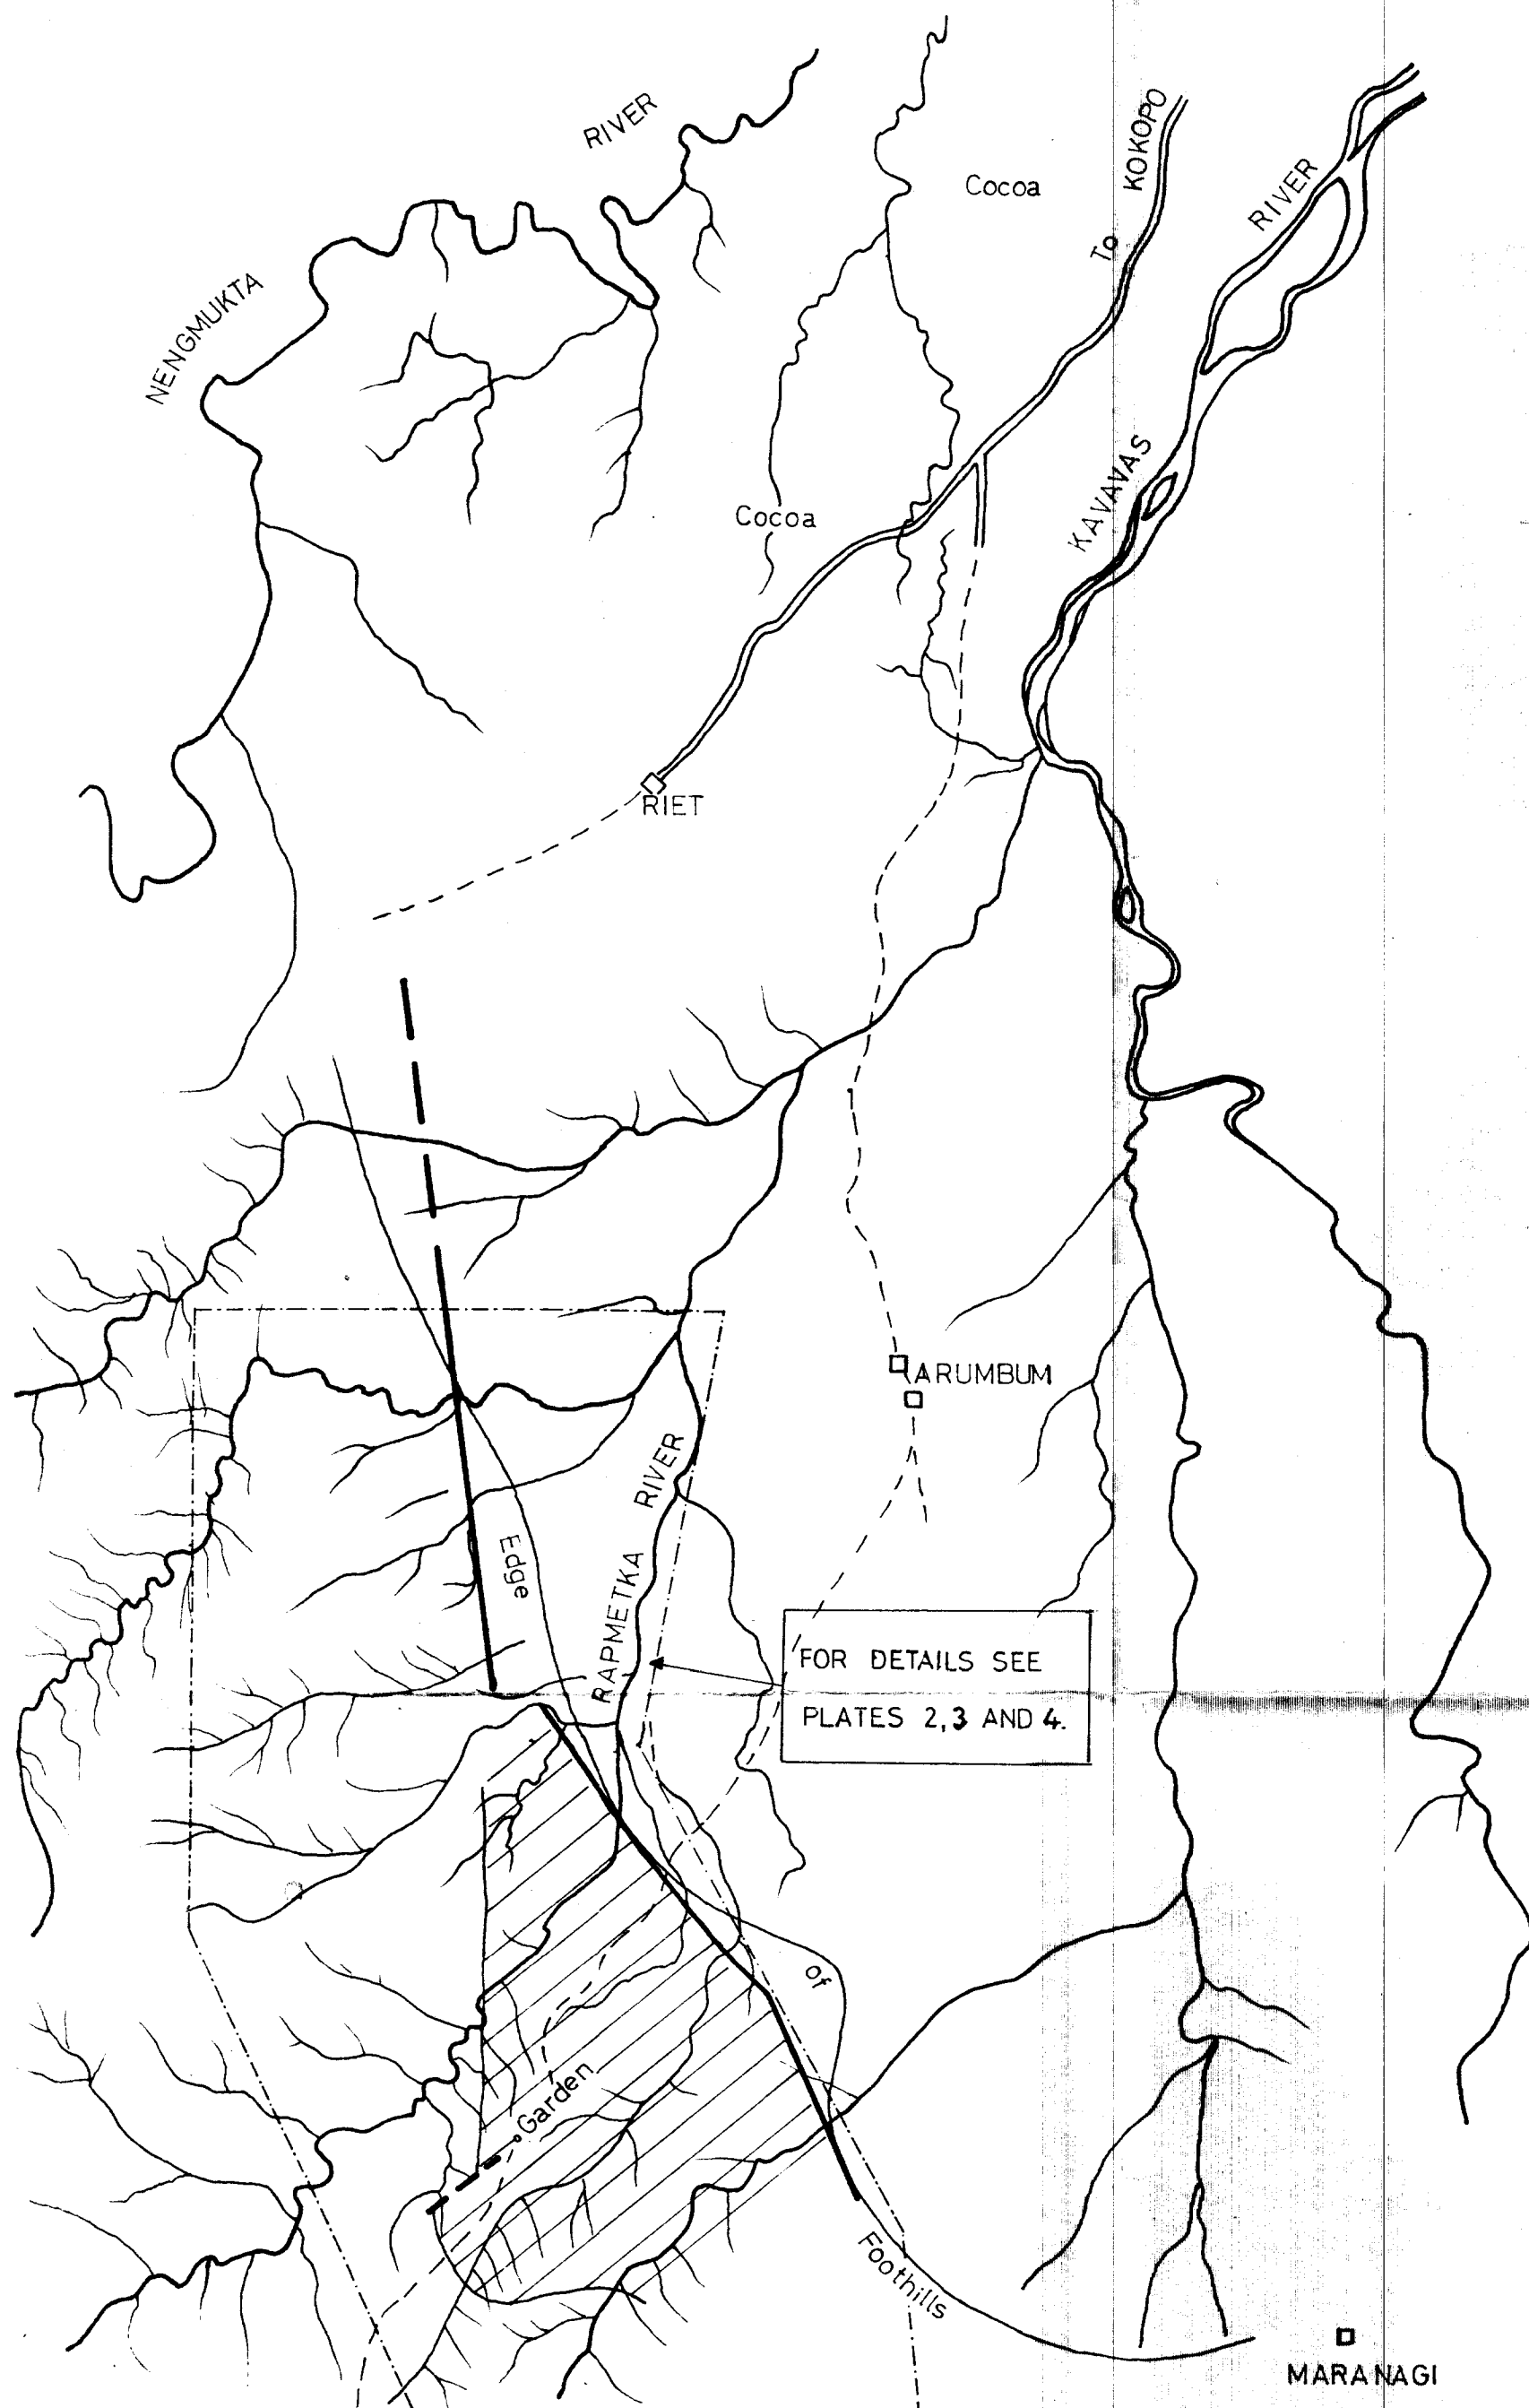 RIVER
KOKOPO
To
Cocoa
RIVER
NENGMUKTA
KAVAVAS
Cocoa
RIET
ARUMBUM
RIVER
Edge
RAPMETKA
FOR DETAILS SEE
PLATES 2,3 AND 4.
of
Garden
Foothills
MARANAGI